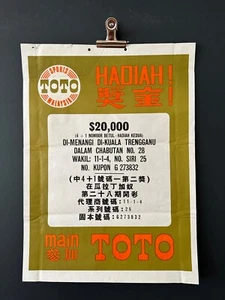 SPORTS
TOTO
MALAYSIA
HADIAH!
獎金!
$20,000
(4 + 1 NOMBOR BETUL - HADIAH KEDUA)
DI-MENANGI DI-KUALA TRENGGANU
DALAM CHABUTAN NO. 28
WAKIL: 11-1-4, NO. SIRI 25
NO. KUPON G 273832
(中4+1號碼一第二獎)
在瓜拉丁加奴
第二十八期開彩
代理商號碼:11-1-4
系列號碼:25
固本號碼:G273832
main
TOTO